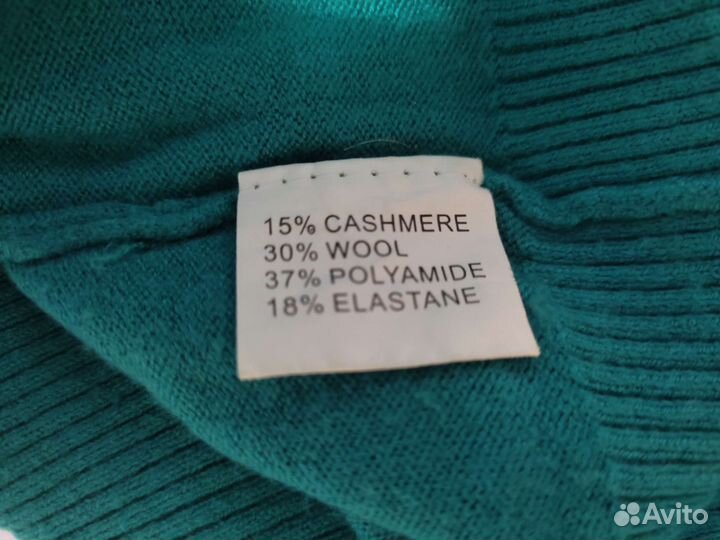 15% CASHMERE
30% WOOL
37% POLYAMIDE
18% ELASTANE
Avito